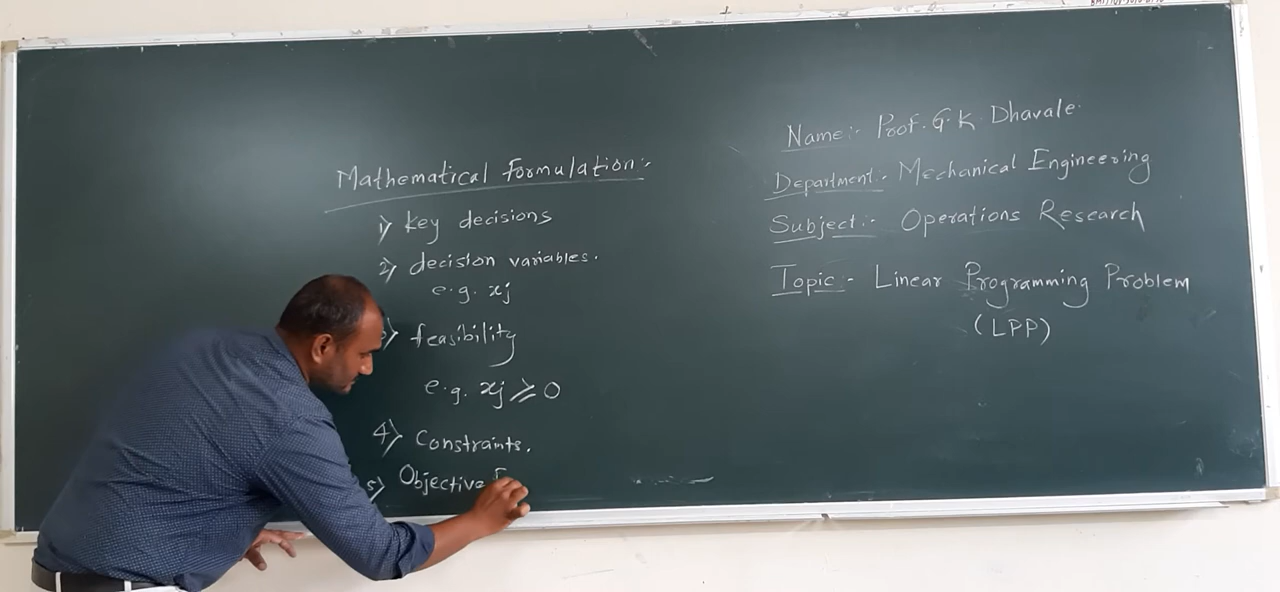 Mathematical Formulation:-
1) Key decisions
2) decision variables.
e.g. xj
3) feasibility
e.g. xj ≥ 0
4) Constraints.
5) Objective F
Name:- Prof. G. K. Dhavale
Department:- Mechanical Engineering
Subject:- Operations Research
Topic:- Linear Programming Problem
(LPP)